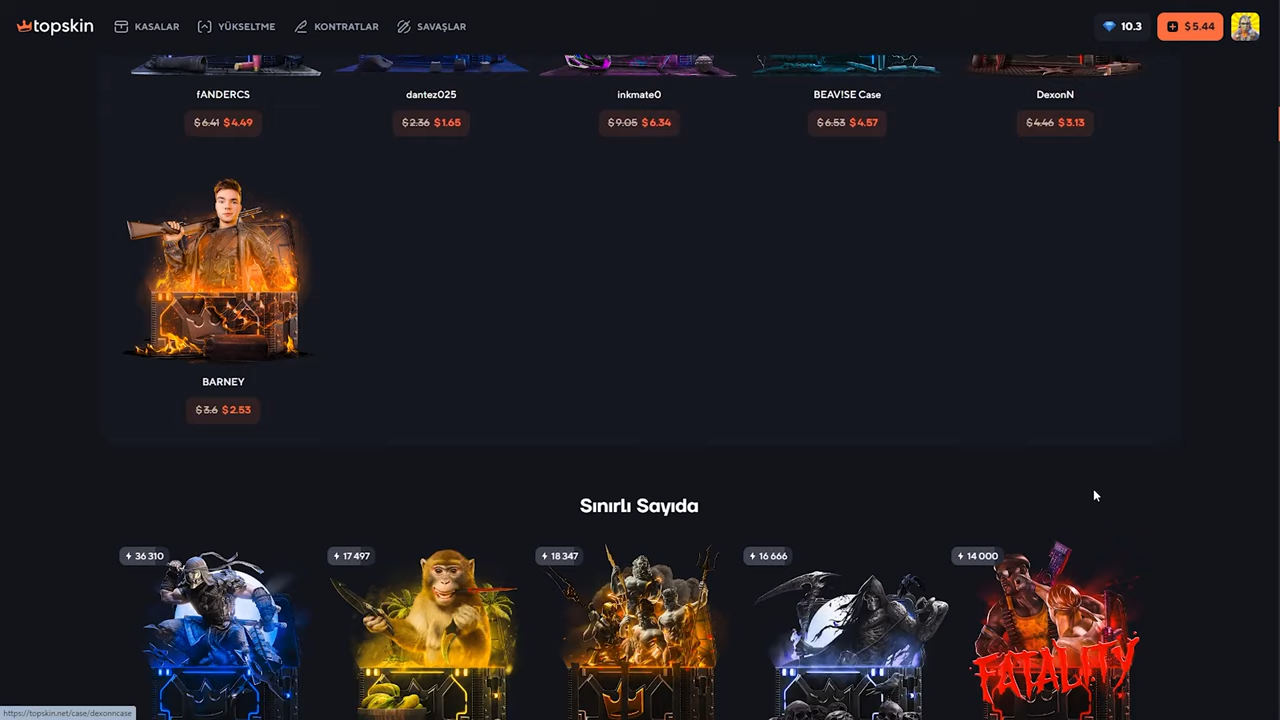 topskin KASALAR YÜKSELTME KONTRATLAR SAVAŞLAR 10.3 $ 5.44
fANDERCS dantez025 inkmate0 BEAV!SE Case DexonN
$ 6.41 $ 4.49 $ 2.36 $ 1.65 $ 9.05 $ 6.34 $ 6.53 $ 4.57 $ 4.46 $ 3.13
BARNEY
$ 3.6 $ 2.53
Sınırlı Sayıda
36 310 17 497 18 347 16 666 14 000
FATALITY
https://topskin.net/case/dexonncase